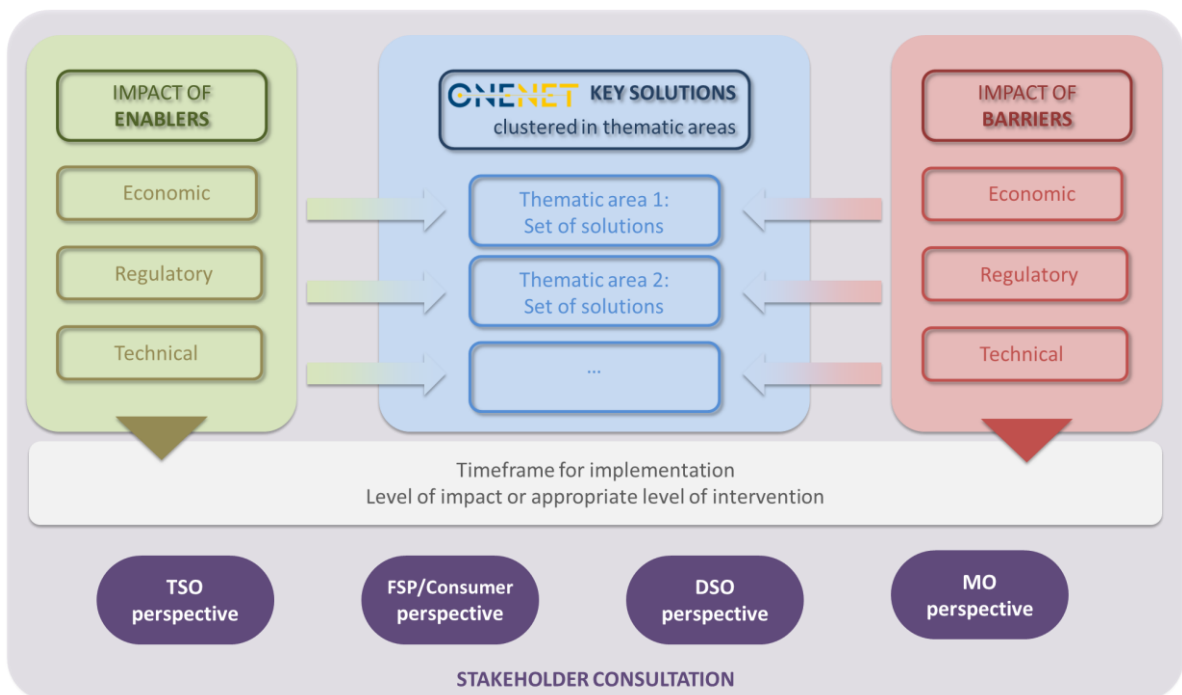 IMPACT OF
ENABLERS
Economic
Regulatory
Technical
ONENET KEY SOLUTIONS
clustered in thematic areas
Thematic area 1:
Set of solutions
Thematic area 2:
Set of solutions
...
IMPACT OF
BARRIERS
Economic
Regulatory
Technical
Timeframe for implementation
Level of impact or appropriate level of intervention
TSO
perspective
FSP/Consumer
perspective
DSO
perspective
MO
perspective
STAKEHOLDER CONSULTATION